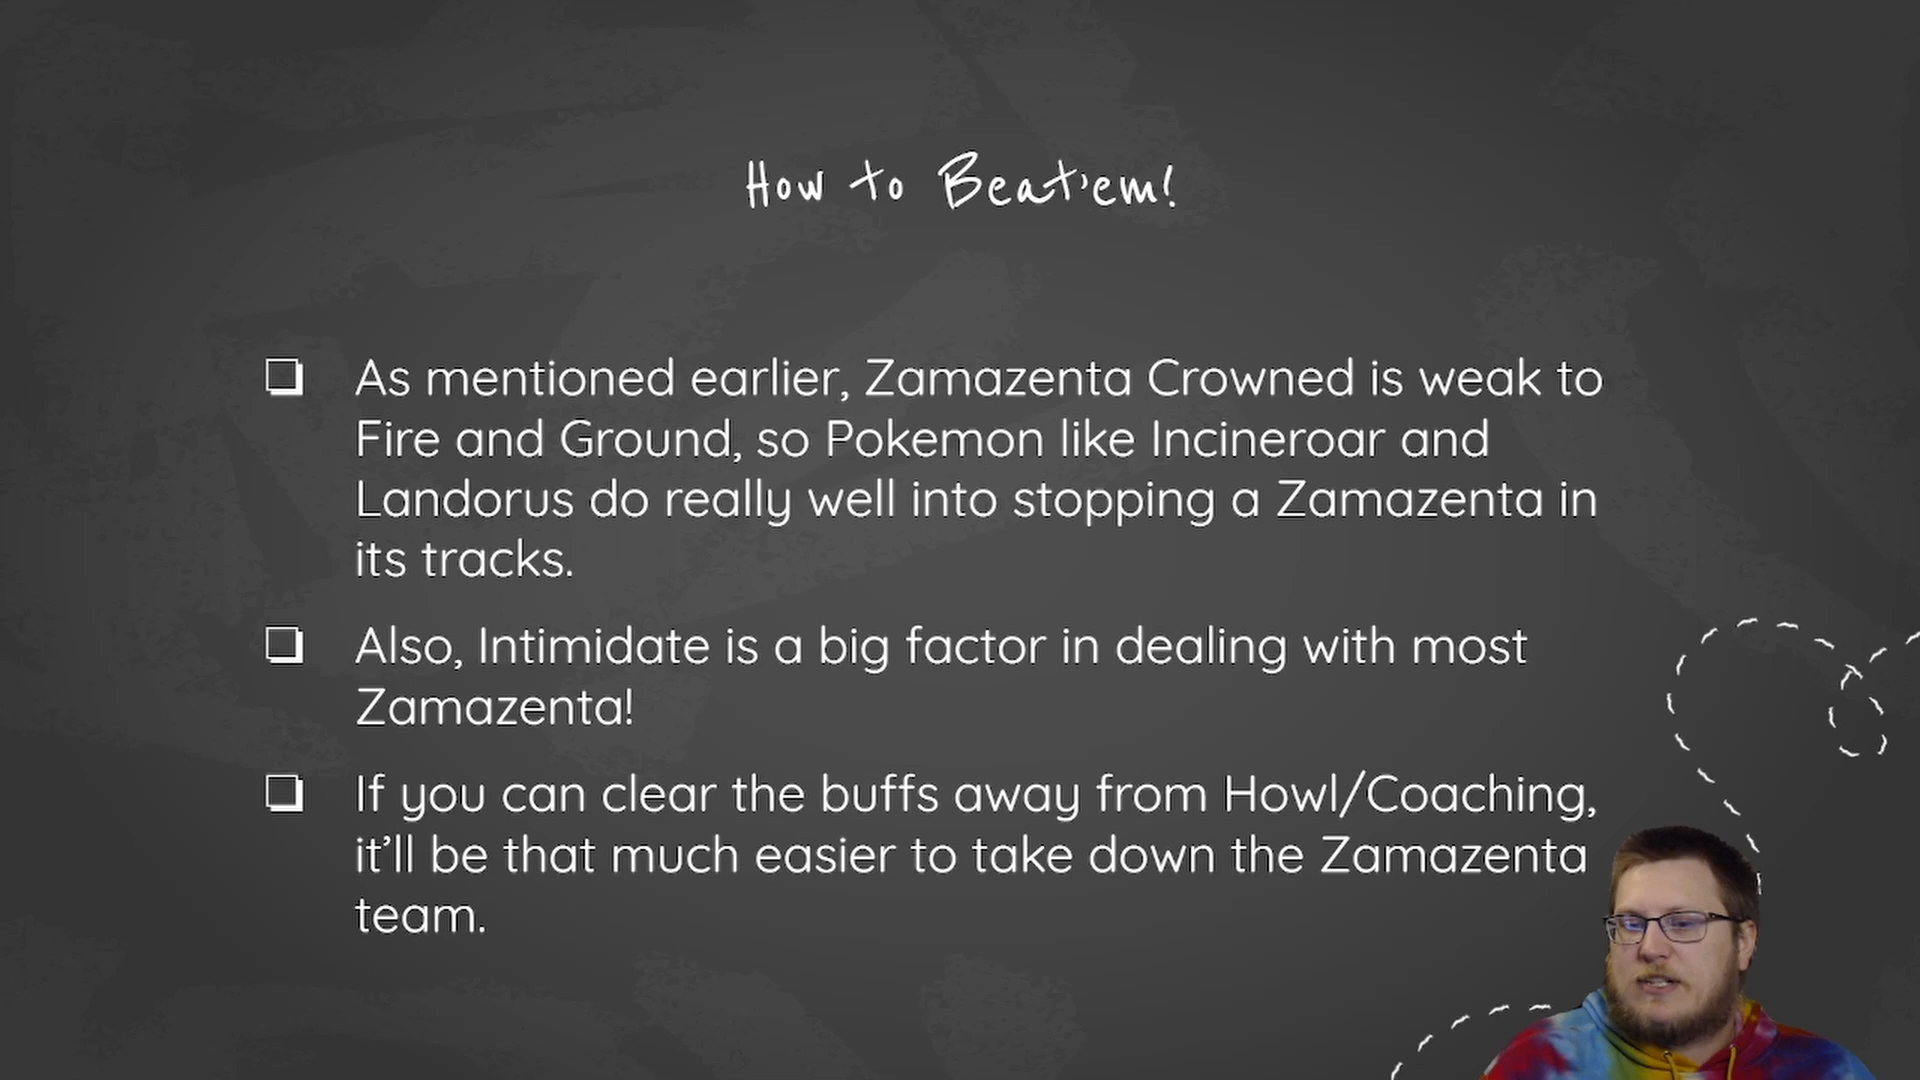 How to Beat'em!
As mentioned earlier, Zamazenta Crowned is weak to
Fire and Ground, so Pokemon like Incineroar and
Landorus do really well into stopping a Zamazenta in
its tracks.
Also, Intimidate is a big factor in dealing with most
Zamazenta!
If you can clear the buffs away from Howl/Coaching,
it’ll be that much easier to take down the Zamazenta
team.